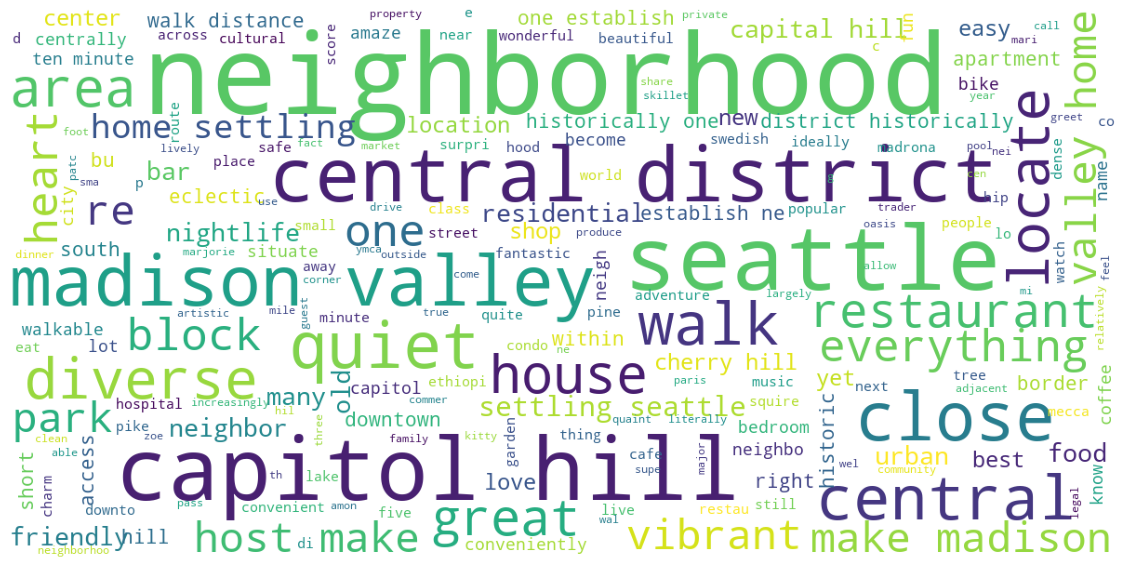 neighborhood
central district
seattle
capitol hill
madison valley
central
close
quiet
walk
house
locate
great
vibrant
restaurant
everything
diverse
valley home
heart
area
home settling
re
one
block
park
host
make
make madison
friendly
hill
neighbor
many
old
nightlife
bar
shop
residential
establish ne
settling seattle
cherry hill
capital hill
easy
apartment
bike
center
centrally
ten minute
walk distance
across
cultural
score
property
amaze
e
near
one establish
wonderful
private
beautiful
fun
c
mari
call
share
skillet
year
d
location
historically one
new
district historically
greet
co
foot
route
lively
safe
fact
market
surpri
hood
become
swedish
ideally
madrona
pool
nei
dense
name
bu
place
patc
sma
p
city
eclectic
use
world
g
cen
hip
drive
class
popular
trader
small
street
ymca
outside
produce
oasis
people
lo
watch
feel
dinner
marjorie
south
situate
away
corner
fantastic
neigh
come
allow
adventure
largely
mi
artistic
mile
guest
true
quite
pine
minute
walkable
within
relatively
eat
lot
condo
ne
yet
tree
next
adjacent
border
coffee
hospital
increasingly
hil
capitol
ethiopi
paris
music
commer
squire
quaint
literally
bedroom
historic
mecca
downtown
pike
clean
able
zoe
three
family
kitty
garden
thing
cafe
supe
major
neighbo
urban
best
food
wel
community
know
short
charm
access
downto
th
lake
love
right
still
legal
pass
convenient
amon
five
live
restau
wal
di
conveniently
neighborhoo